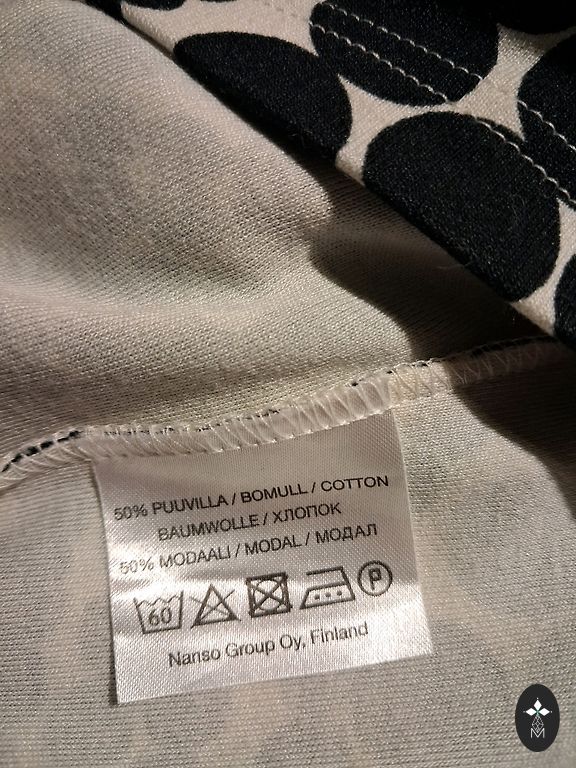 50% PUUVILLA / BOMULL / COTTON
BAUMWOLLE / ХЛОПОК
50% MODAALI / MODAL / МОДАЛ
60 P
Nanso Group Oy, Finland
M